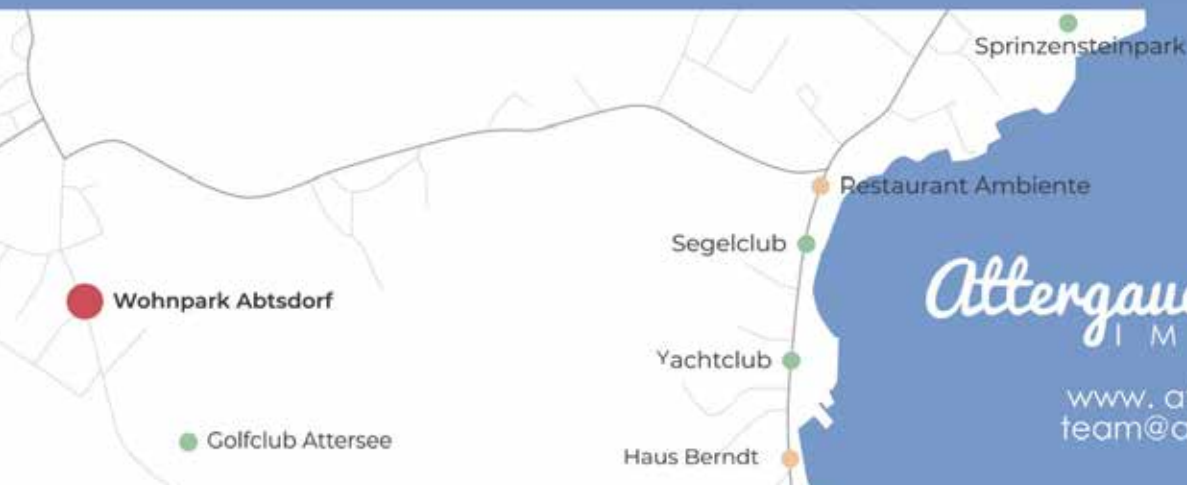 Sprinzensteinpark
Restaurant Ambiente
Segelclub
Wohnpark Abtsdorf
Yachtclub
Golfclub Attersee
Haus Berndt